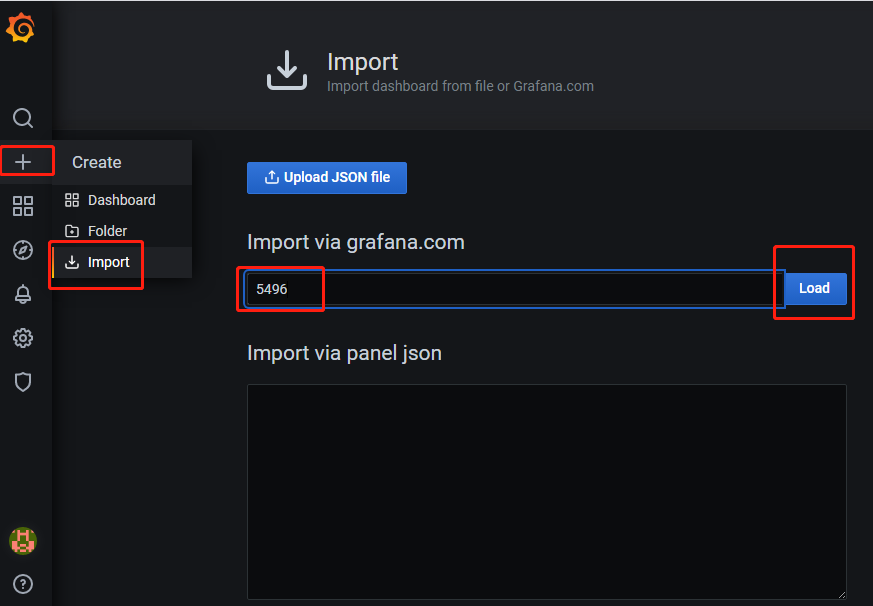 Import
Import dashboard from file or Grafana.com
Create
Dashboard
Folder
Import
Upload JSON file
Import via grafana.com
5496
Load
Import via panel json